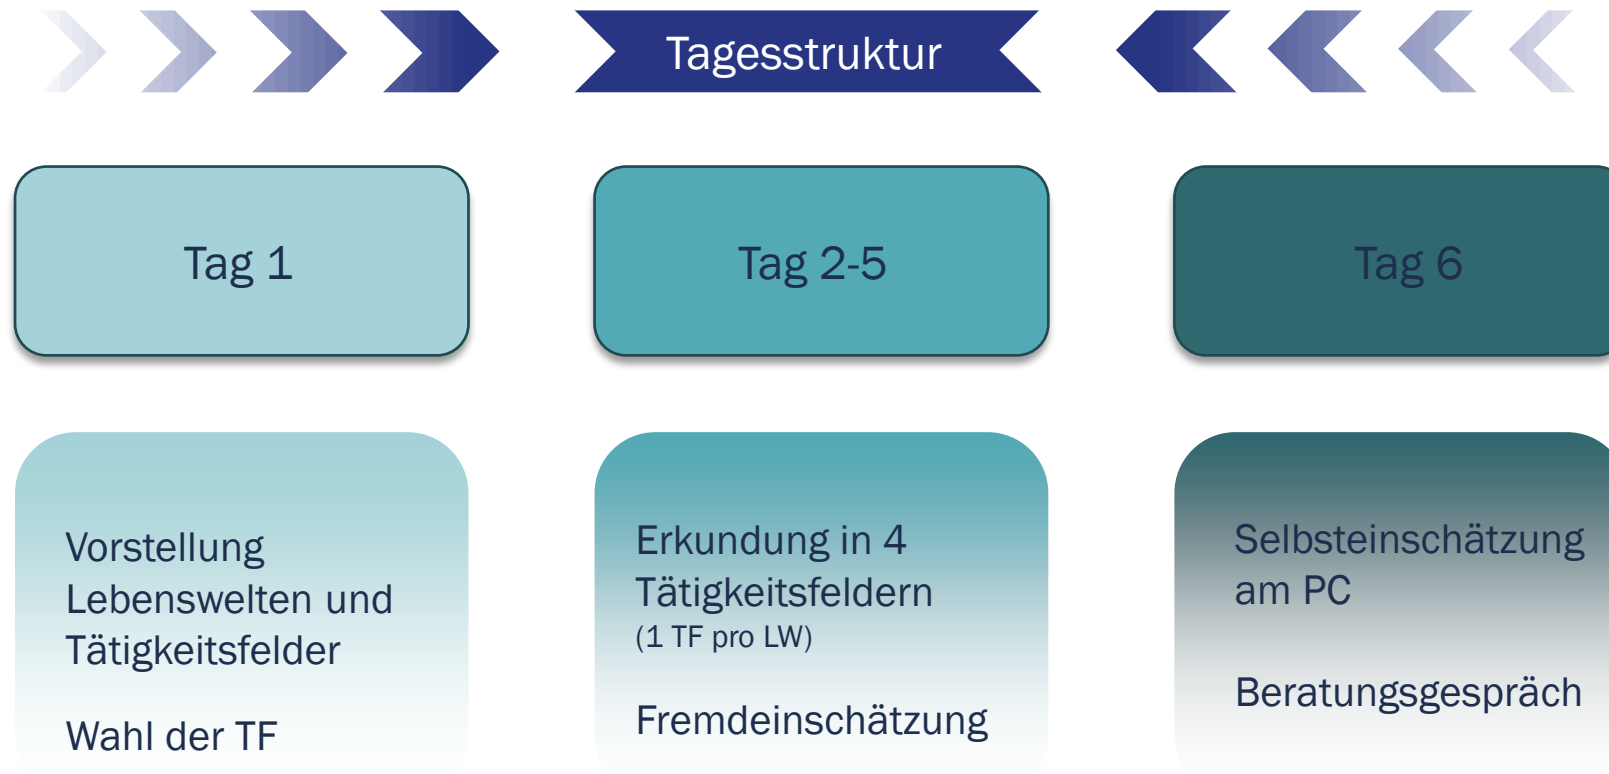 Tagesstruktur
Tag 1
Tag 2-5
Tag 6
Vorstellung
Lebenswelten und
Tätigkeitsfelder
Wahl der TF
Erkundung in 4
Tätigkeitsfeldern
(1 TF pro LW)
Fremdeinschätzung
Selbsteinschätzung
am PC
Beratungsgespräch